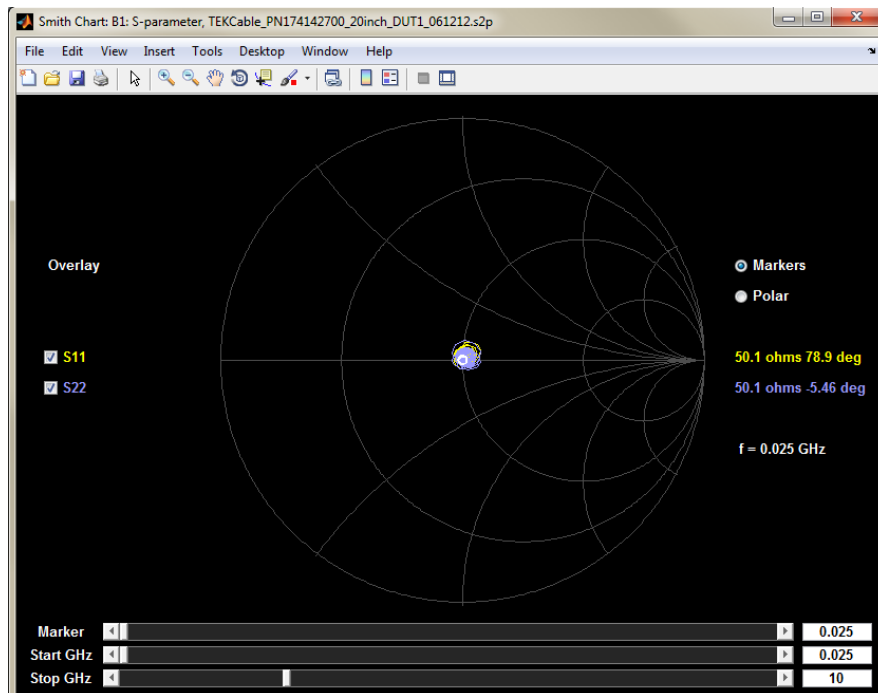 Smith Chart: B1: S-parameter, TEKCable_PN174142700_20inch_DUT1_061212.s2p
File Edit View Insert Tools Desktop Window Help
Overlay
Markers
Polar
S11
50.1 ohms 78.9 deg
S22
50.1 ohms -5.46 deg
f = 0.025 GHz
Marker 0.025
Start GHz 0.025
Stop GHz 10